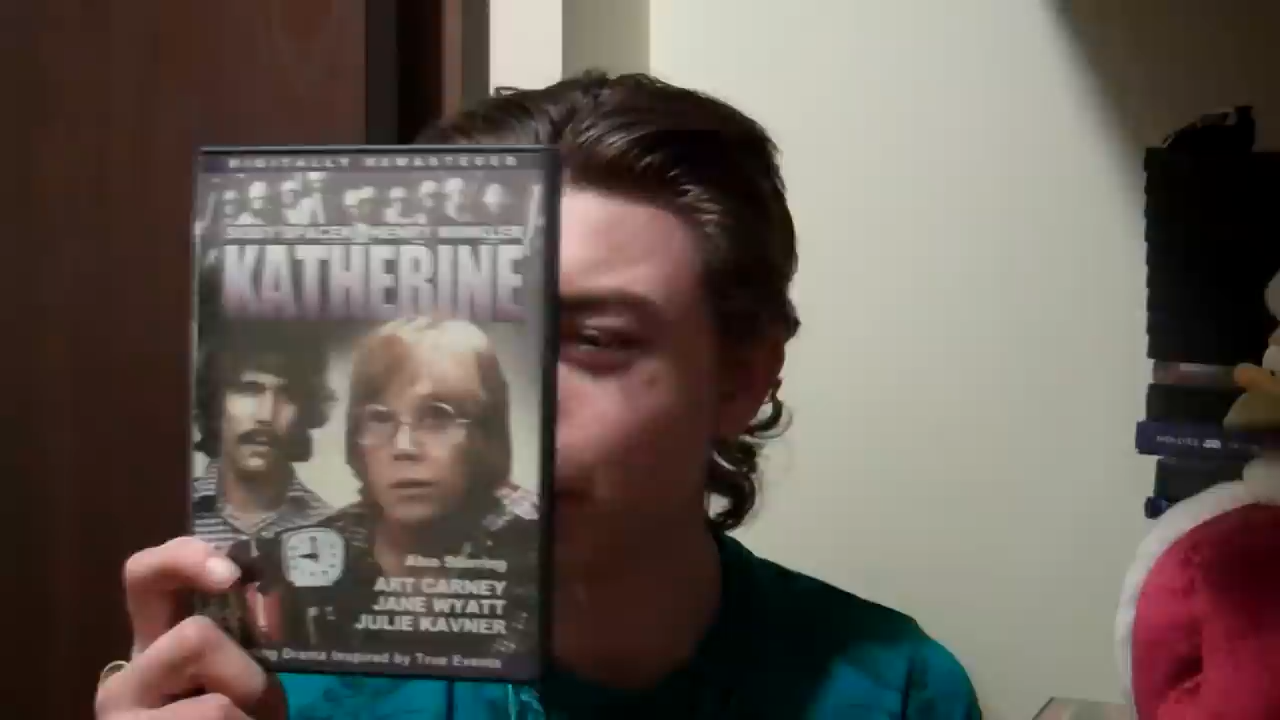 DIGITALLY REMASTERED
SISSY SPACEK HENRY WINKLER
KATHERINE
Also Starring
ART CARNEY
JANE WYATT
JULIE KAVNER
Drama Inspired by True Events